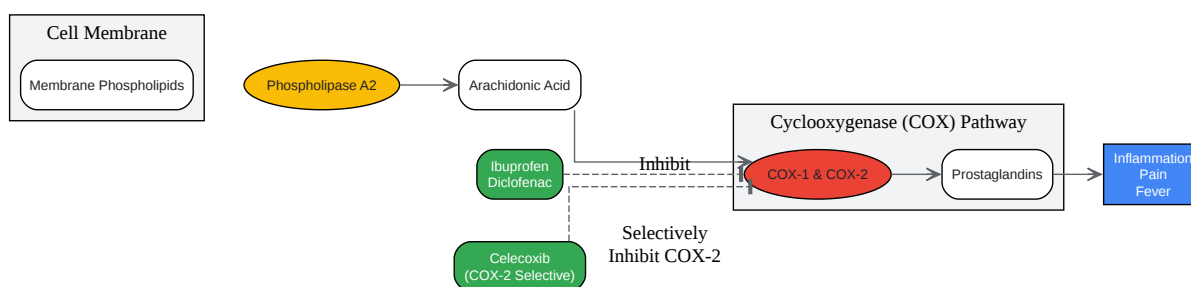 Cell Membrane
Membrane Phospholipids
Phospholipase A2
Arachidonic Acid
Cyclooxygenase (COX) Pathway
Ibuprofen
Diclofenac
Inhibit
COX-1 & COX-2
Prostaglandins
Inflammation
Pain
Fever
Selectively
Inhibit COX-2
Celecoxib
(COX-2 Selective)